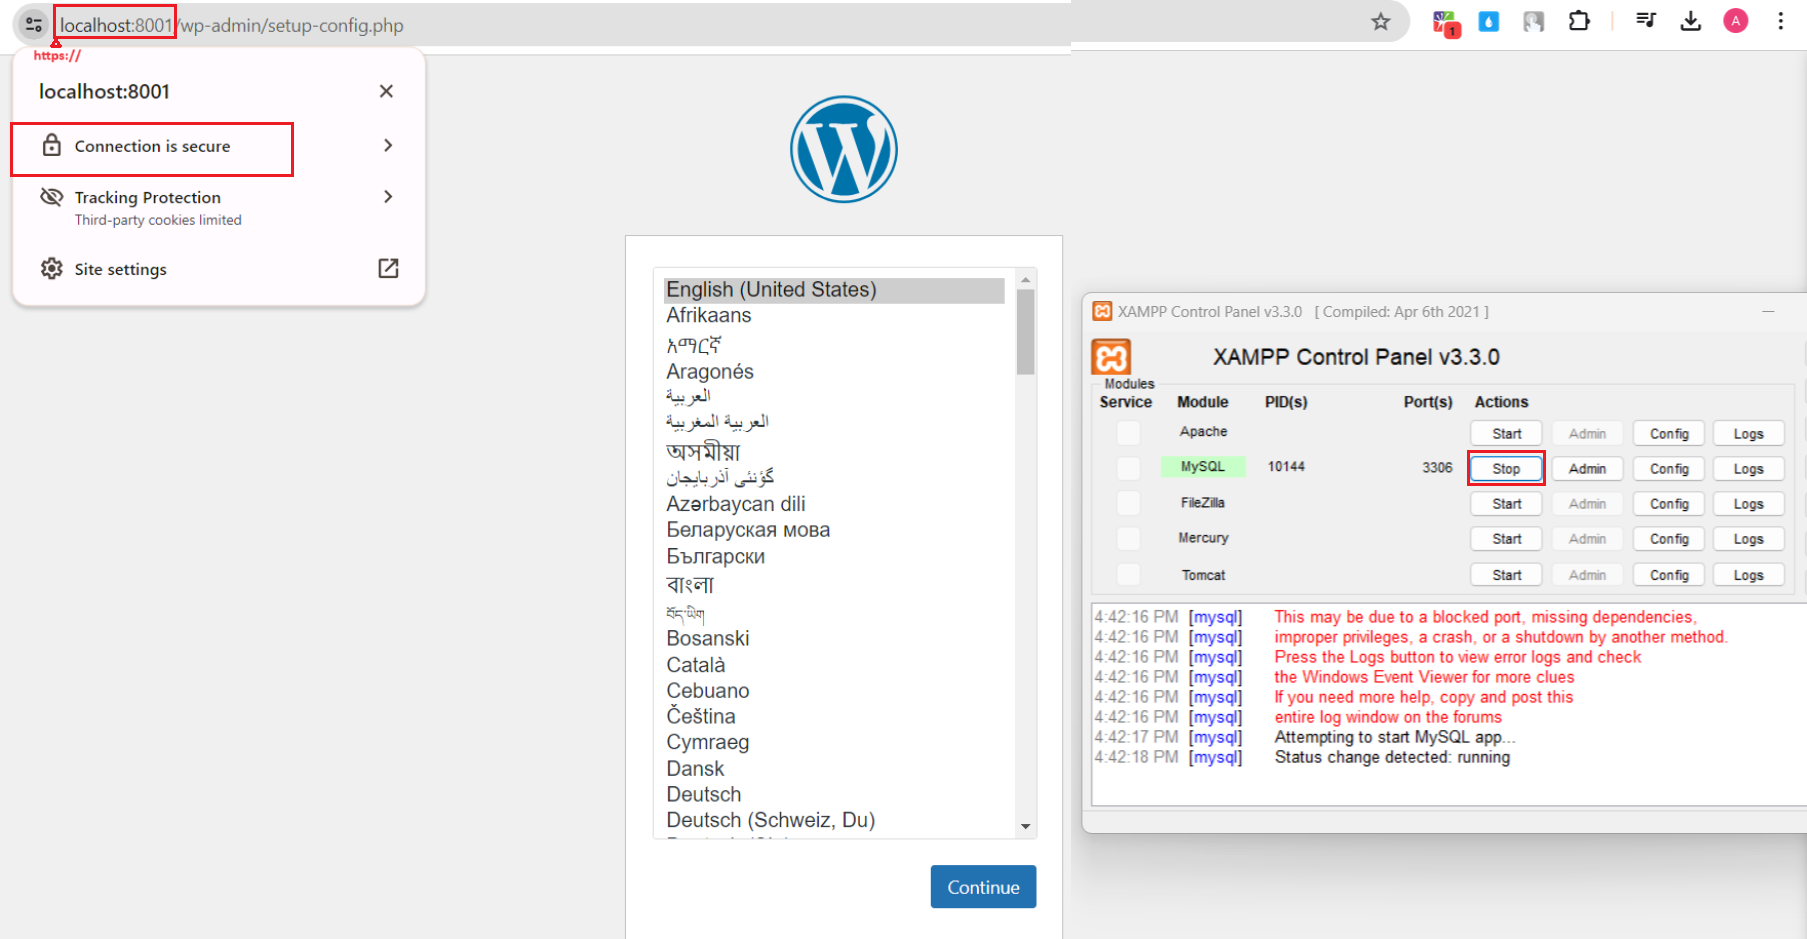 localhost:8001/wp-admin/setup-config.php
1
A
https://
localhost:8001
Connection is secure
Tracking Protection
Third-party cookies limited
Site settings
English (United States)
Afrikaans
አማርኛ
Aragonés
العربية
العربية المغربية
অসমীয়া
گؤنئی آذربایجان
Azərbaycan dili
Беларуская мова
Български
বাংলা
བོད་ཡིག
Bosanski
Català
Cebuano
Čeština
Cymraeg
Dansk
Deutsch
Deutsch (Schweiz, Du)
Continue
XAMPP Control Panel v3.3.0 [ Compiled: Apr 6th 2021 ]
XAMPP Control Panel v3.3.0
Modules
Service Module PID(s) Port(s) Actions
Apache Start Admin Config Logs
MySQL 10144 3306 Stop Admin Config Logs
FileZilla Start Admin Config Logs
Mercury Start Admin Config Logs
Tomcat Start Admin Config Logs
4:42:16 PM [mysql] This may be due to a blocked port, missing dependencies,
4:42:16 PM [mysql] improper privileges, a crash, or a shutdown by another method.
4:42:16 PM [mysql] Press the Logs button to view error logs and check
4:42:16 PM [mysql] the Windows Event Viewer for more clues
4:42:16 PM [mysql] If you need more help, copy and post this
4:42:16 PM [mysql] entire log window on the forums
4:42:17 PM [mysql] Attempting to start MySQL app...
4:42:18 PM [mysql] Status change detected: running